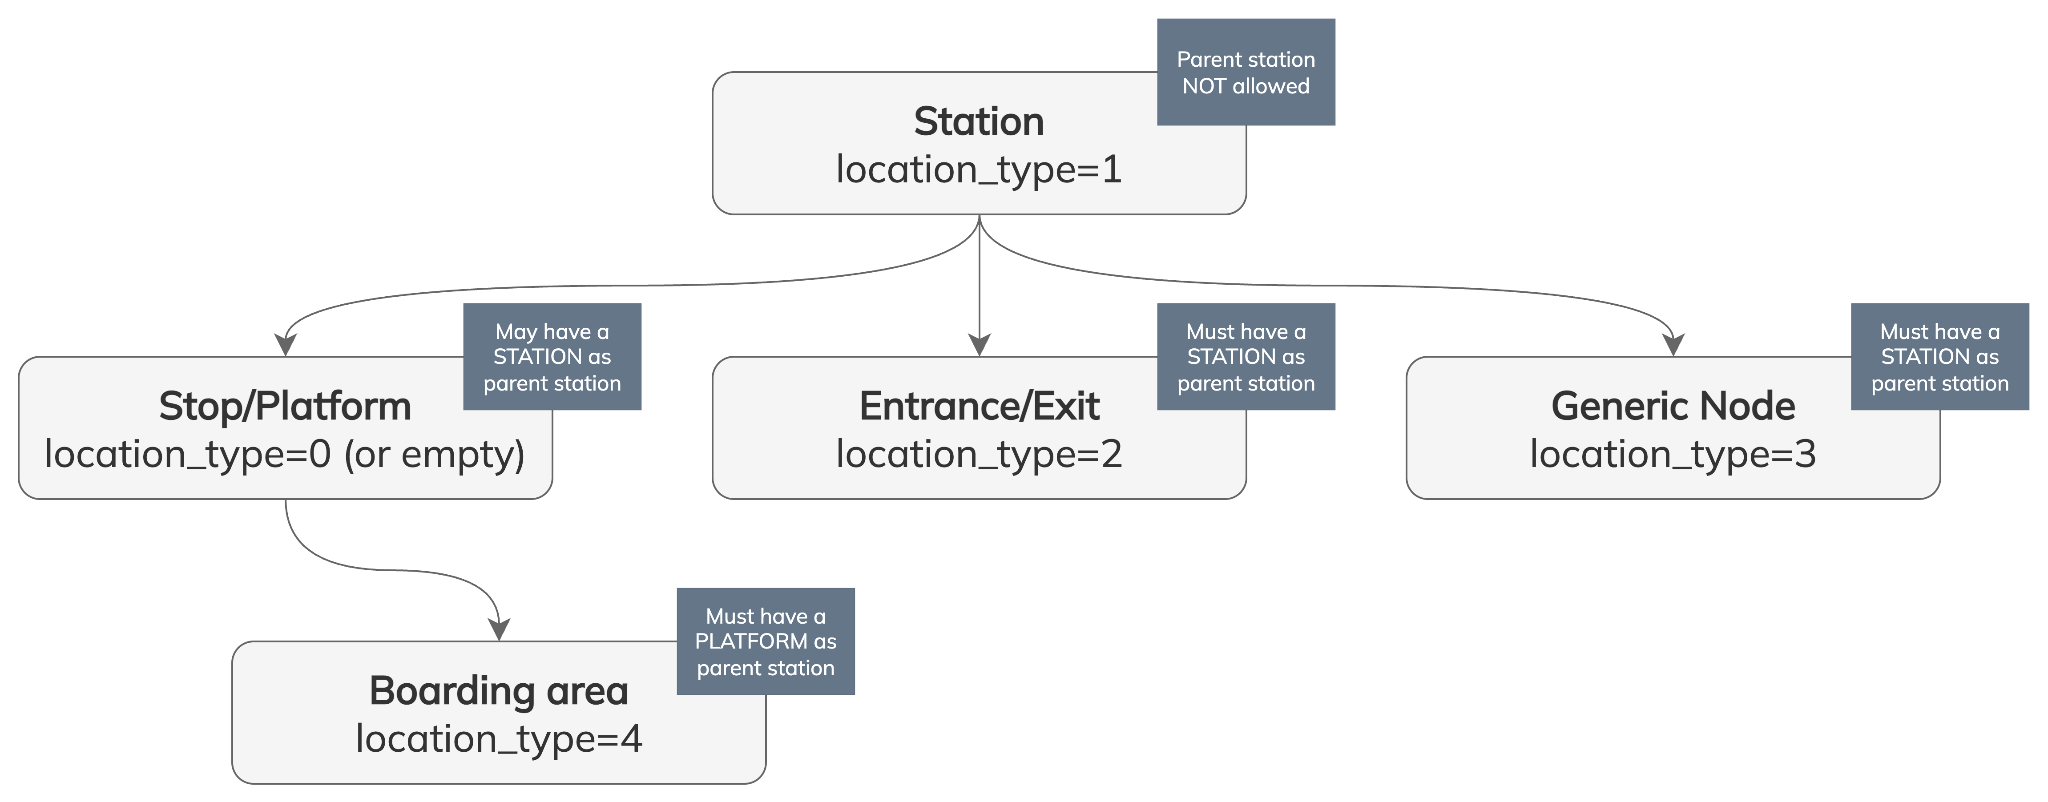 Parent station
NOT allowed
Station
location_type=1
May have a
STATION as
parent station
Stop/Platform
location_type=0 (or empty)
Must have a
STATION as
parent station
Entrance/Exit
location_type=2
Must have a
STATION as
parent station
Generic Node
location_type=3
Must have a
PLATFORM as
parent station
Boarding area
location_type=4